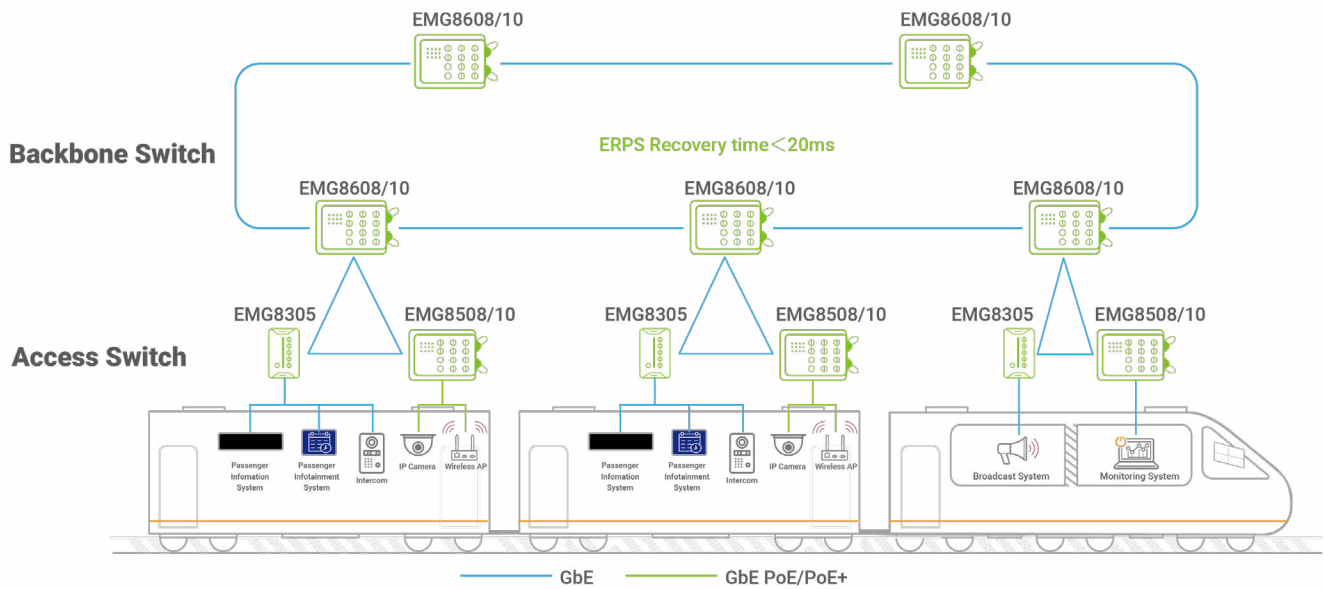 EMG8608/10
EMG8608/10
Backbone Switch
ERPS Recovery time＜20ms
EMG8608/10
EMG8608/10
EMG8608/10
EMG8305
EMG8508/10
EMG8305
EMG8508/10
EMG8305
EMG8508/10
Access Switch
Passenger
Infomation
System
Passenger
Infotainment
System
Intercom
IP Camera
Wireless AP
Passenger
Infomation
System
Passenger
Infotainment
System
Intercom
IP Camera
Wireless AP
Broadcast System
Monitoring System
GbE
GbE PoE/PoE+